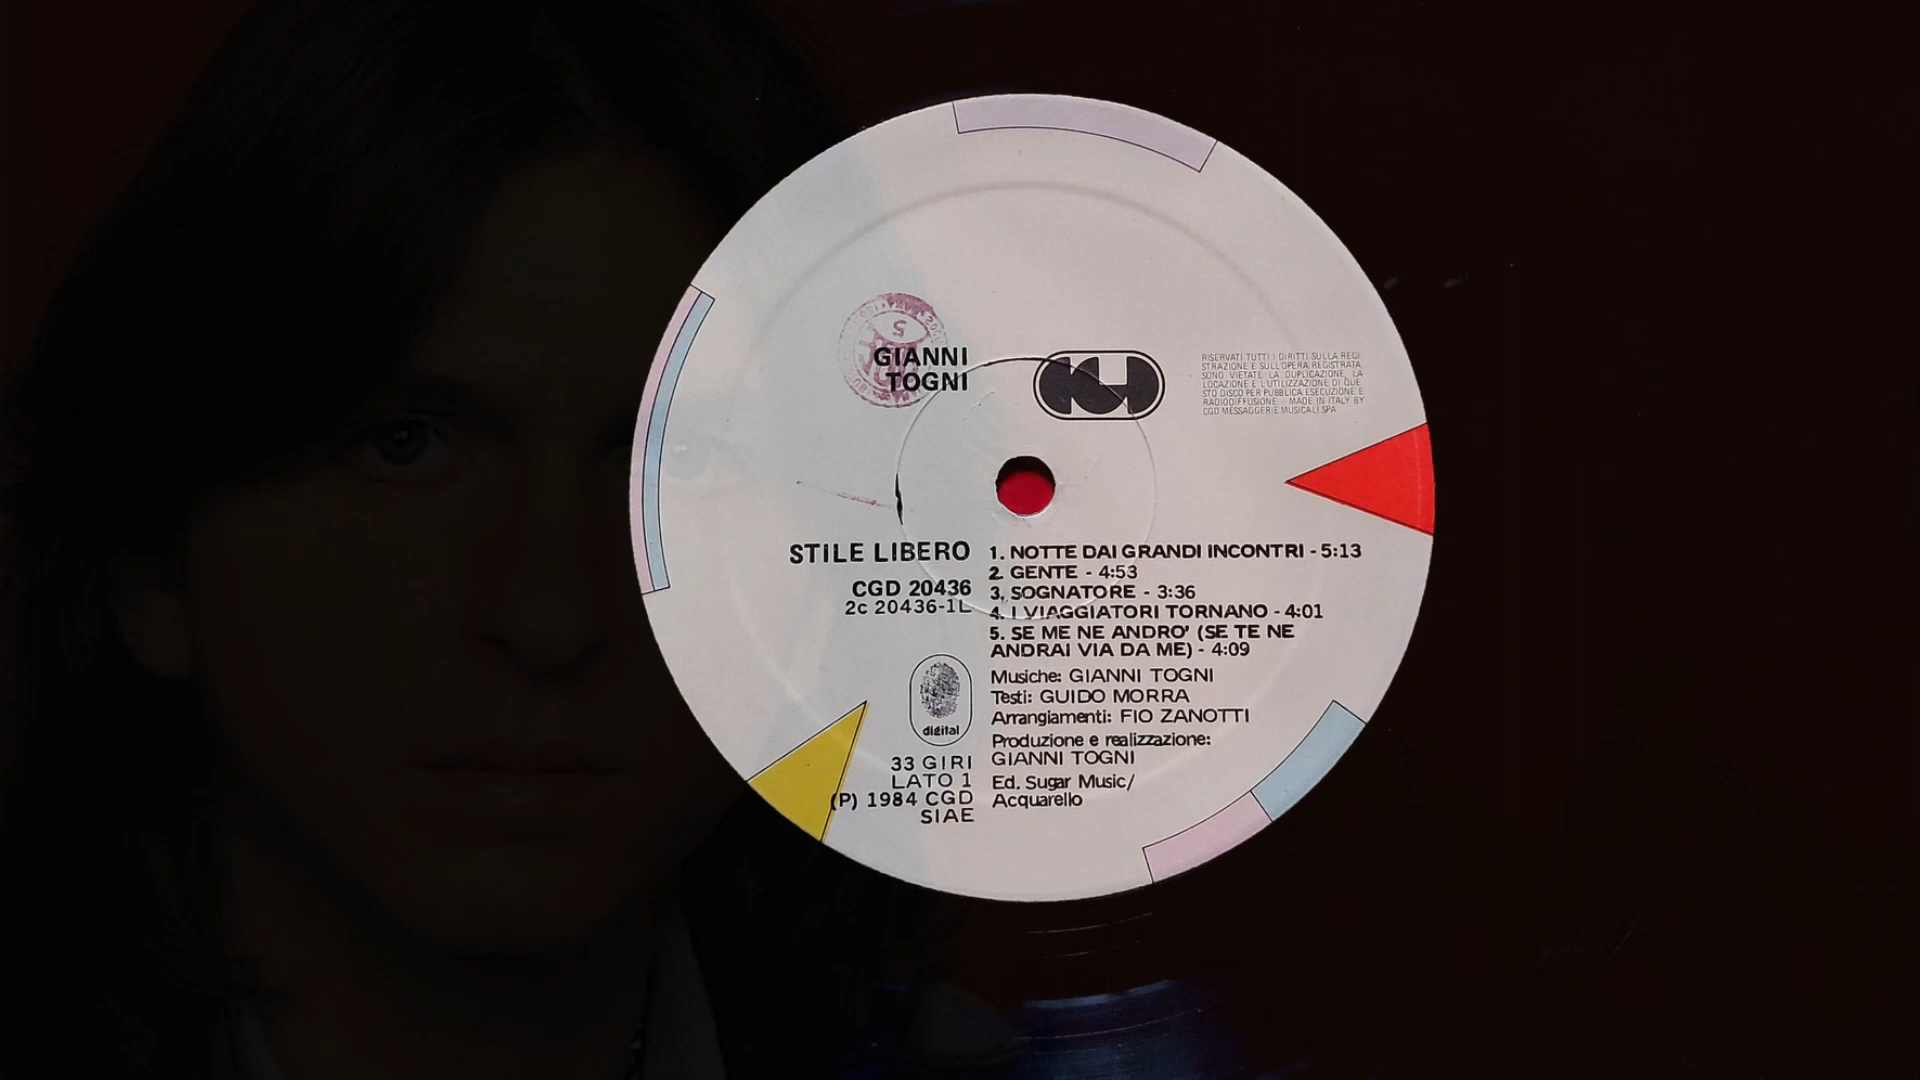 GIANNI
TOGNI
CGD
RISERVATI TUTTI I DIRITTI SULLA REGI
STRAZIONE E SULL'OPERA REGISTRATA.
SONO VIETATE LA DUPLICAZIONE, LA
LOCAZIONE E L'UTILIZZAZIONE DI QUE
STO DISCO PER PUBBLICA ESECUZIONE E
RADIODIFFUSIONE - MADE IN ITALY BY
CGD MESSAGGERIE MUSICALI SPA
STILE LIBERO
CGD 20436
2c 20436-1L
digital
33 GIRI
LATO 1
(P) 1984 CGD
SIAE
1. NOTTE DAI GRANDI INCONTRI - 5:13
2. GENTE - 4:53
3, SOGNATORE - 3:36
4. I VIAGGIATORI TORNANO - 4:01
5. SE ME NE ANDRO' (SE TE NE
ANDRAI VIA DA ME) - 4:09
Musiche: GIANNI TOGNI
Testi: GUIDO MORRA
Arrangiamenti: FIO ZANOTTI
Produzione e realizzazione:
GIANNI TOGNI
Ed. Sugar Music/
Acquarello